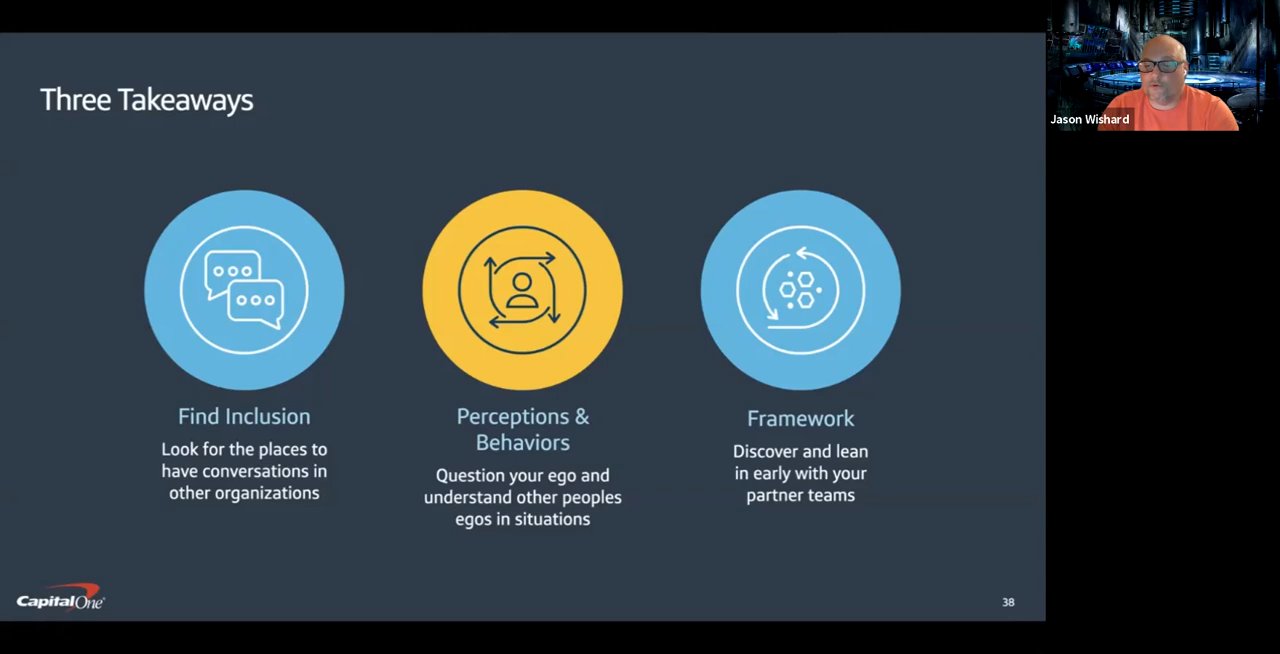 Three Takeaways
Jason Wishard
Find Inclusion
Look for the places to
have conversations in
other organizations
Perceptions &
Behaviors
Question your ego and
understand other peoples
egos in situations
Framework
Discover and lean
in early with your
partner teams
CapitalOne
38